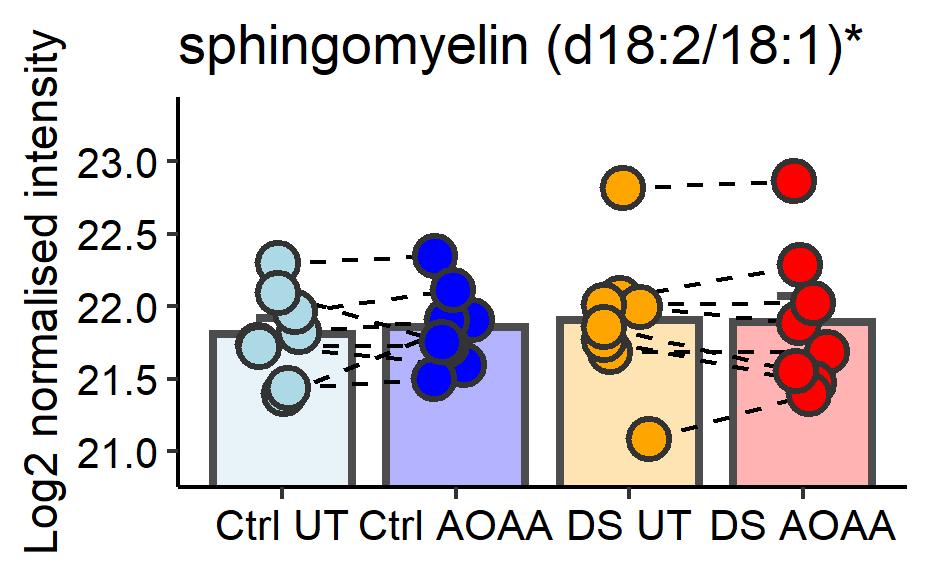 sphingomyelin (d18:2/18:1)*
Log2 normalised intensity
23.0
22.5
22.0
21.5
21.0
Ctrl UT Ctrl AOAA DS UT DS AOAA